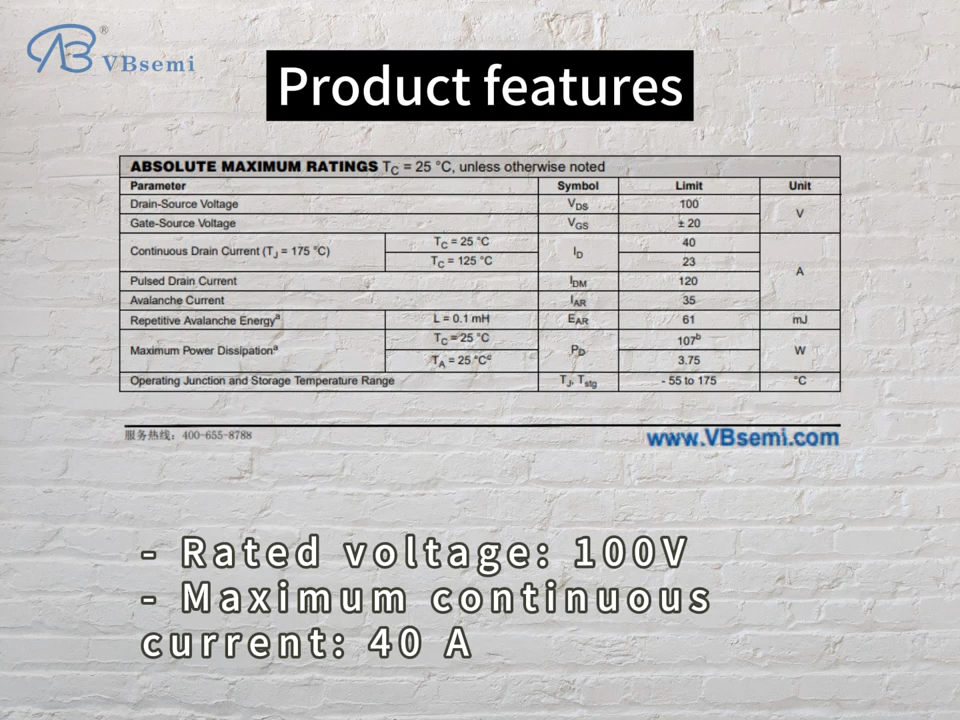 VBsemi®
Product features
ABSOLUTE MAXIMUM RATINGS TC = 25 °C, unless otherwise noted
Parameter Symbol Limit Unit
Drain-Source Voltage VDS 100 V
Gate-Source Voltage VGS ± 20
Continuous Drain Current (TJ = 175 °C) TC = 25 °C ID 40 A
TC = 125 °C 23
Pulsed Drain Current IDM 120
Avalanche Current IAR 35
Repetitive Avalanche Energyᵃ L = 0.1 mH EAR 61 mJ
Maximum Power Dissipationᵃ TC = 25 °C PD 107ᵇ W
TA = 25 °Cᶜ 3.75
Operating Junction and Storage Temperature Range TJ, Tstg - 55 to 175 °C
服务热线：400-655-8788 www.VBsemi.com
- Rated voltage: 100V
- Maximum continuous
current: 40 A